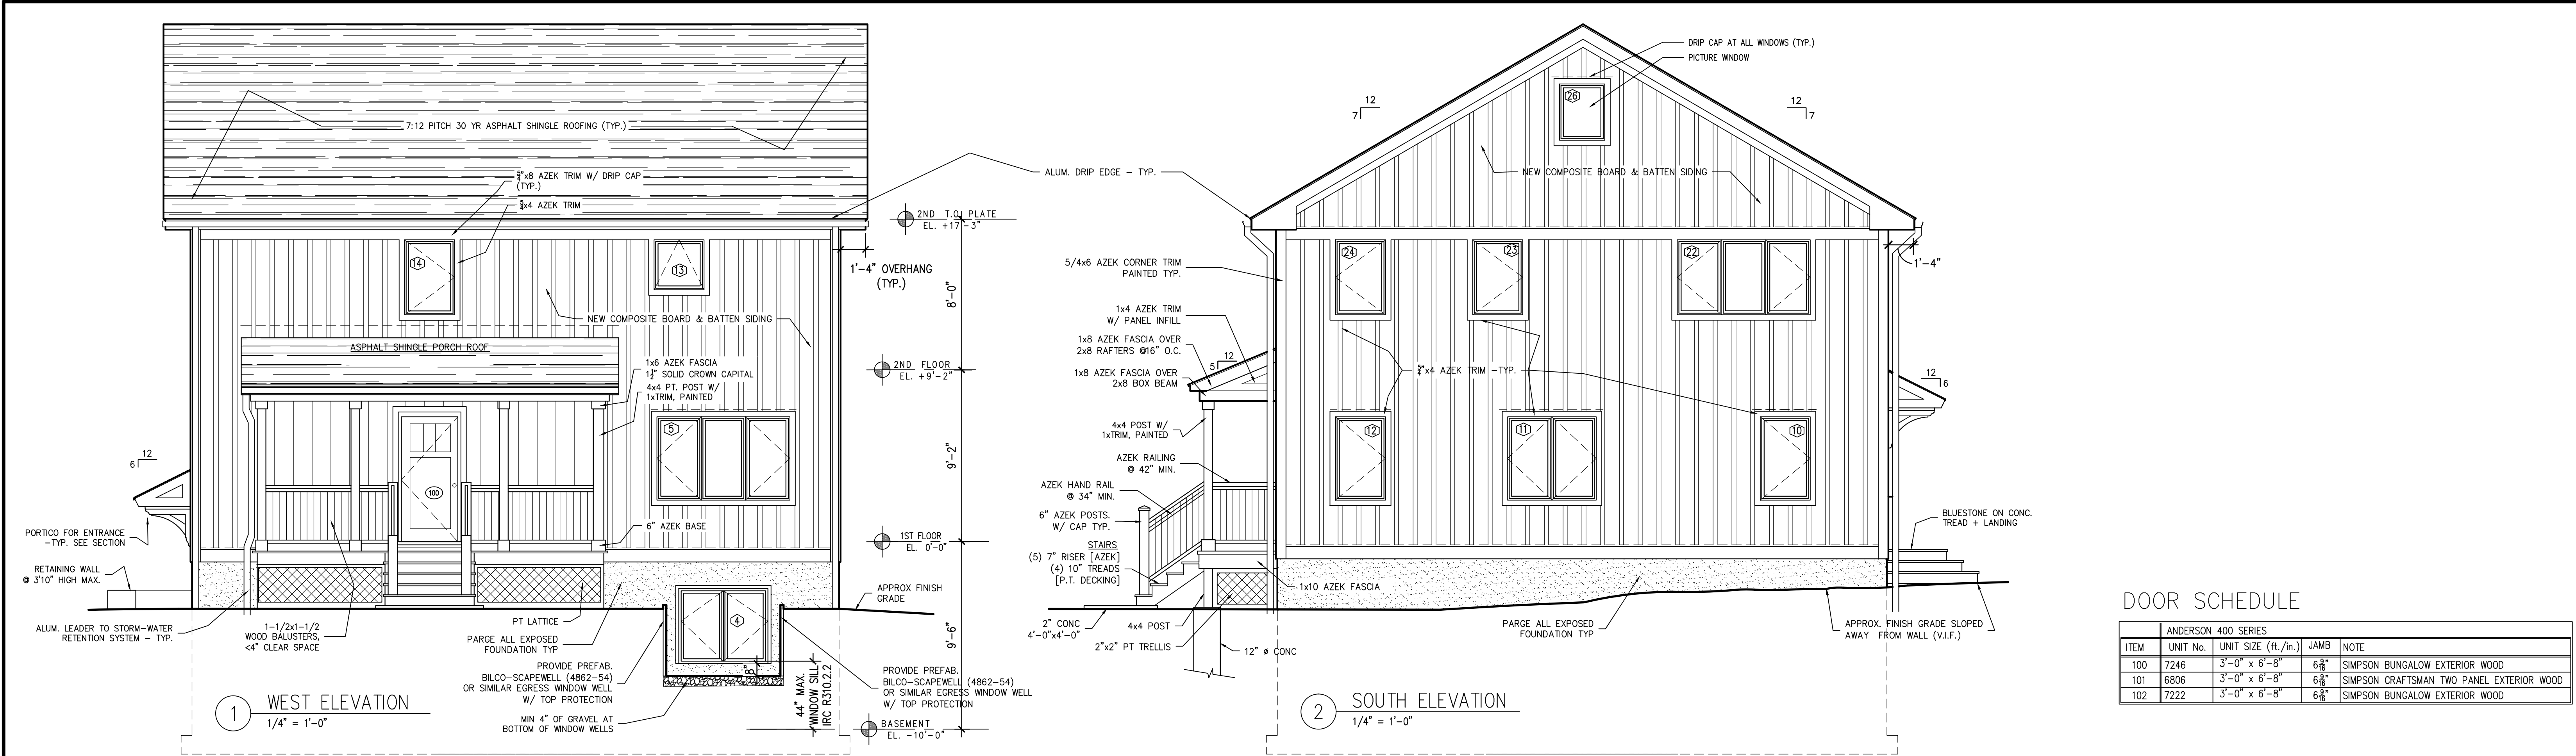 7:12 PITCH 30 YR ASPHALT SHINGLE ROOFING (TYP.)
5/4"x8 AZEK TRIM W/ DRIP CAP
(TYP.)
5/4x4 AZEK TRIM
14
13
2ND T.O. PLATE
EL. +17'-3"
1'-4" OVERHANG
(TYP.)
8'-0"
NEW COMPOSITE BOARD & BATTEN SIDING
ASPHALT SHINGLE PORCH ROOF
1x6 AZEK FASCIA
1½" SOLID CROWN CAPITAL
4x4 PT. POST W/
1xTRIM, PAINTED
2ND FLOOR
EL. +9'-2"
5
100
9'-2"
12
6
PORTICO FOR ENTRANCE
-TYP. SEE SECTION
6" AZEK BASE
1ST FLOOR
EL. 0'-0"
RETAINING WALL
@ 3'10" HIGH MAX.
APPROX FINISH
GRADE
ALUM. LEADER TO STORM-WATER
RETENTION SYSTEM - TYP.
1-1/2x1-1/2
WOOD BALUSTERS,
<4" CLEAR SPACE
PT LATTICE
PARGE ALL EXPOSED
FOUNDATION TYP
4
9'-6"
PROVIDE PREFAB.
BILCO-SCAPEWELL (4862-54)
OR SIMILAR EGRESS WINDOW WELL
W/ TOP PROTECTION
MIN 4" OF GRAVEL AT
BOTTOM OF WINDOW WELLS
8"
44" MAX.
WINDOW SILL
IRC R310.2.2
PROVIDE PREFAB.
BILCO-SCAPEWELL (4862-54)
OR SIMILAR EGRESS WINDOW WELL
W/ TOP PROTECTION
BASEMENT
EL. -10'-0"
1
WEST ELEVATION
1/4" = 1'-0"
ALUM. DRIP EDGE - TYP.
DRIP CAP AT ALL WINDOWS (TYP.)
PICTURE WINDOW
26
12
7
12
7
NEW COMPOSITE BOARD & BATTEN SIDING
24
23
22
5/4x6 AZEK CORNER TRIM
PAINTED TYP.
1'-4"
1x4 AZEK TRIM
W/ PANEL INFILL
1x8 AZEK FASCIA OVER
2x8 RAFTERS @16" O.C.
12
5
1x8 AZEK FASCIA OVER
2x8 BOX BEAM
5/4"x4 AZEK TRIM -TYP.
12
6
12
11
10
4x4 POST W/
1xTRIM, PAINTED
AZEK RAILING
@ 42" MIN.
AZEK HAND RAIL
@ 34" MIN.
6" AZEK POSTS.
W/ CAP TYP.
STAIRS
(5) 7" RISER [AZEK]
(4) 10" TREADS
[P.T. DECKING]
BLUESTONE ON CONC.
TREAD + LANDING
1x10 AZEK FASCIA
2" CONC
4'-0"x4'-0"
4x4 POST
2"x2" PT TRELLIS
12" ø CONC
PARGE ALL EXPOSED
FOUNDATION TYP
APPROX. FINISH GRADE SLOPED
AWAY FROM WALL (V.I.F.)
2
SOUTH ELEVATION
1/4" = 1'-0"
DOOR SCHEDULE
ANDERSON 400 SERIES
ITEM UNIT No. UNIT SIZE (ft./in.) JAMB NOTE
100 7246 3'-0" x 6'-8" 6 9/16" SIMPSON BUNGALOW EXTERIOR WOOD
101 6806 3'-0" x 6'-8" 6 9/16" SIMPSON CRAFTSMAN TWO PANEL EXTERIOR WOOD
102 7222 3'-0" x 6'-8" 6 9/16" SIMPSON BUNGALOW EXTERIOR WOOD